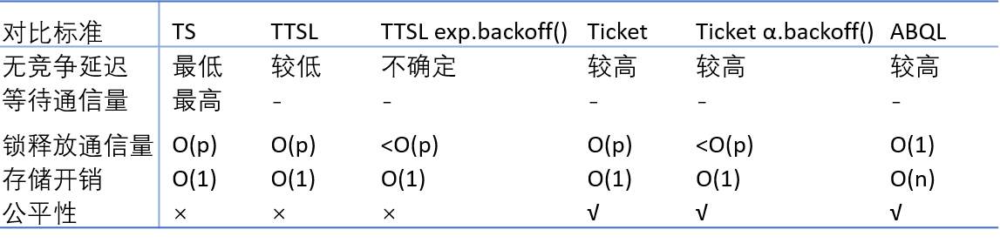 对比标准 TS TTSL TTSL exp.backoff() Ticket Ticket α.backoff() ABQL
无竞争延迟 最低 较低 不确定 较高 较高 较高
等待通信量 最高 - - - - -
锁释放通信量 O(p) O(p) <O(p) O(p) <O(p) O(1)
存储开销 O(1) O(1) O(1) O(1) O(1) O(n)
公平性 × × × √ √ √